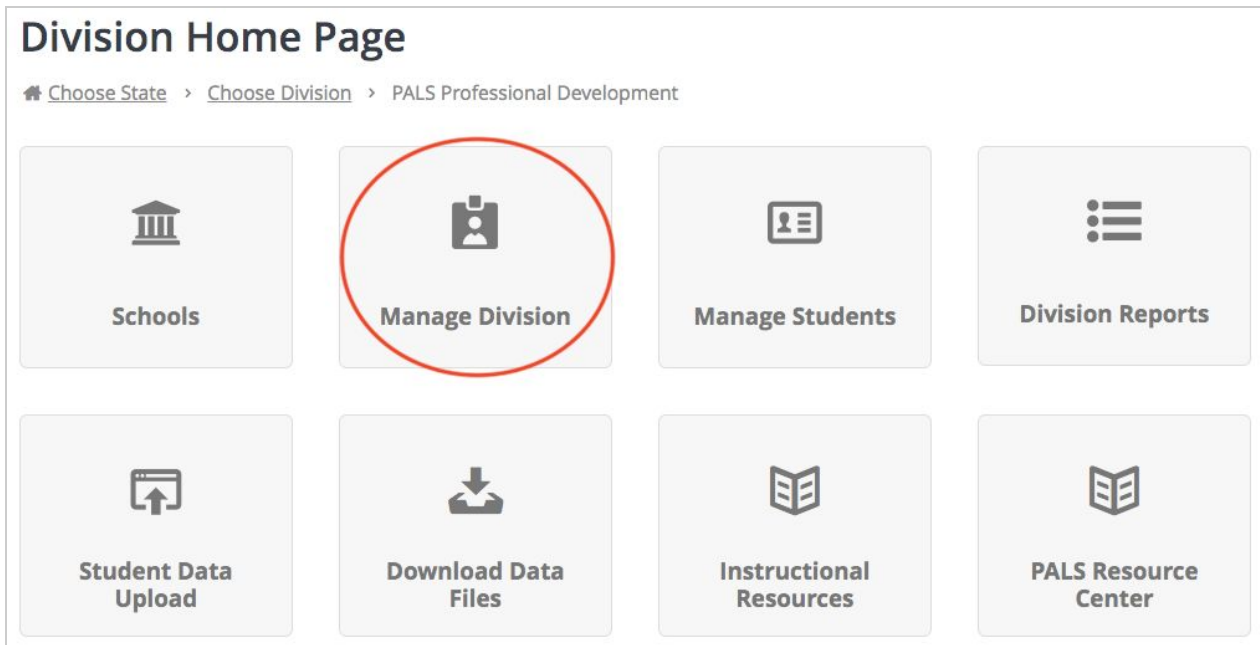 Division Home Page
Choose State › Choose Division › PALS Professional Development
Schools
Manage Division
Manage Students
Division Reports
Student Data
Upload
Download Data
Files
Instructional
Resources
PALS Resource
Center